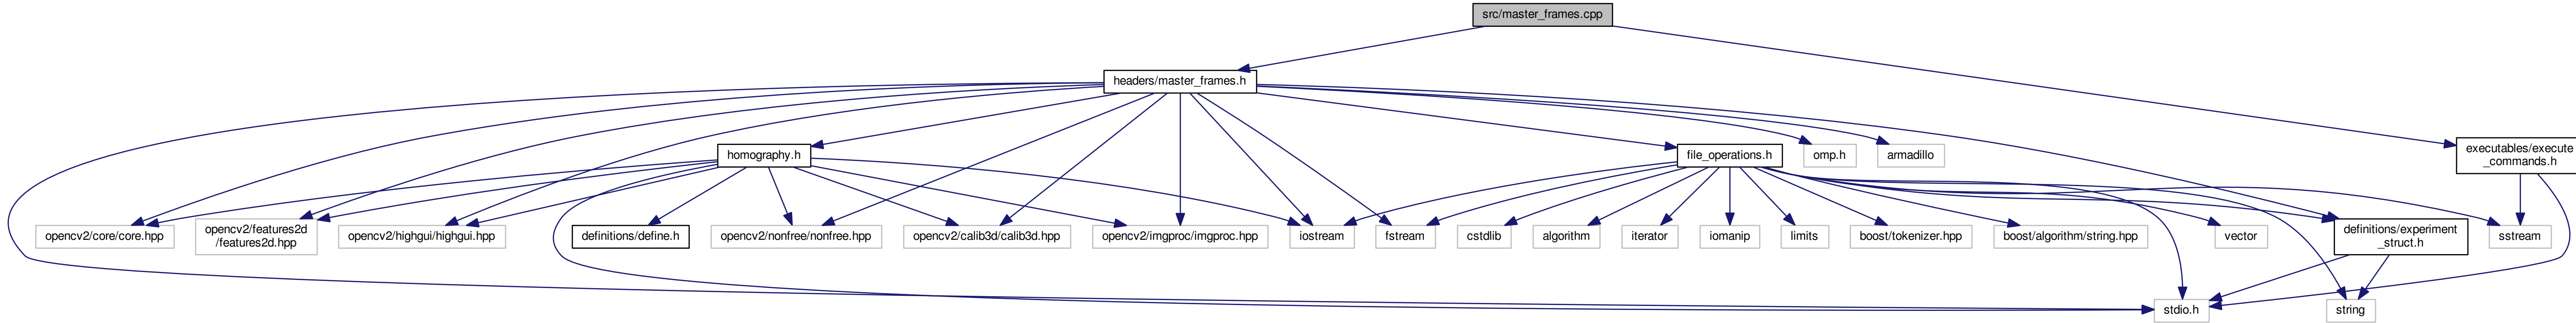 src/master_frames.cpp
headers/master_frames.h
homography.h
file_operations.h
omp.h
armadillo
executables/execute
_commands.h
opencv2/core/core.hpp
opencv2/features2d
/features2d.hpp
opencv2/highgui/highgui.hpp
definitions/define.h
opencv2/nonfree/nonfree.hpp
opencv2/calib3d/calib3d.hpp
opencv2/imgproc/imgproc.hpp
iostream
fstream
cstdlib
algorithm
iterator
iomanip
limits
boost/tokenizer.hpp
boost/algorithm/string.hpp
vector
definitions/experiment
_struct.h
sstream
stdio.h
string